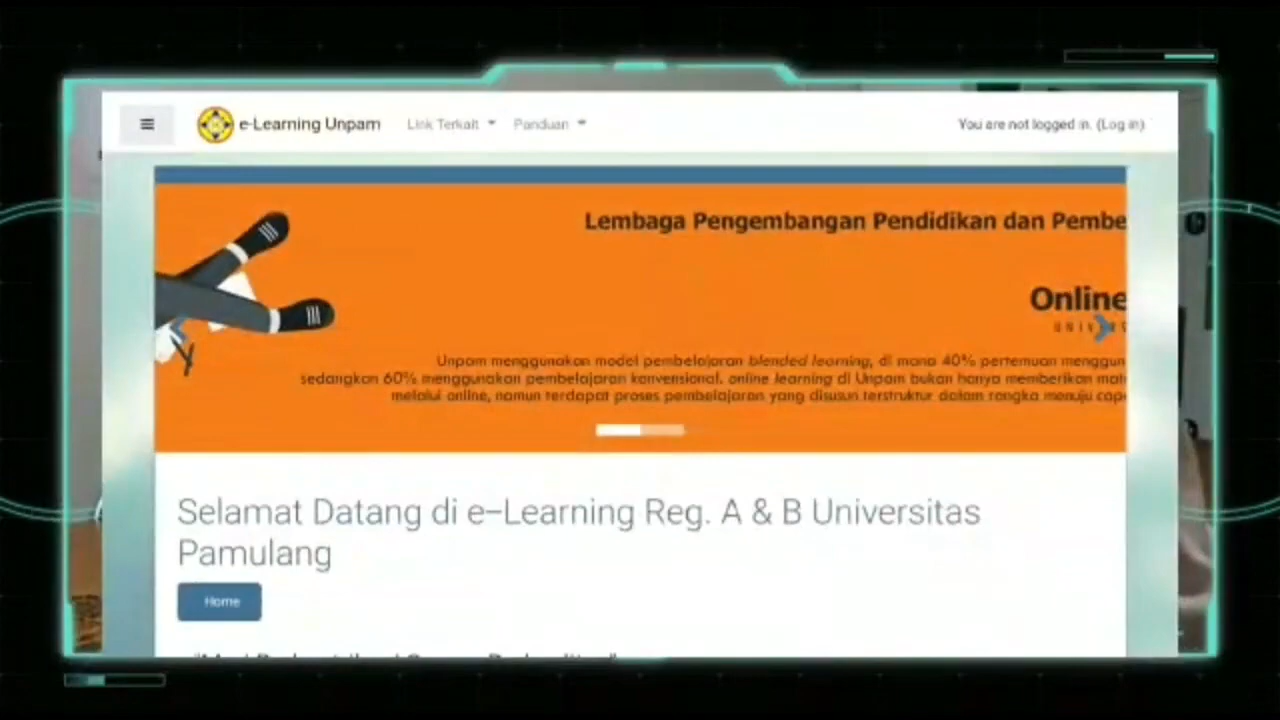 e-Learning Unpam
Link Terkait
Panduan
You are not logged in. (Log in)
Lembaga Pengembangan Pendidikan dan Pembe
Online
Unpam menggunakan model pembelajaran blended learning, di mana 40% pertemuan menggun
sedangkan 60% menggunakan pembelajaran konvensional. online learning di Unpam bukan hanya memberikan mat
melalui online, namun terdapat proses pembelajaran yang disusun terstruktur dalam rangka menuju cap
Selamat Datang di e-Learning Reg. A & B Universitas
Pamulang
Home